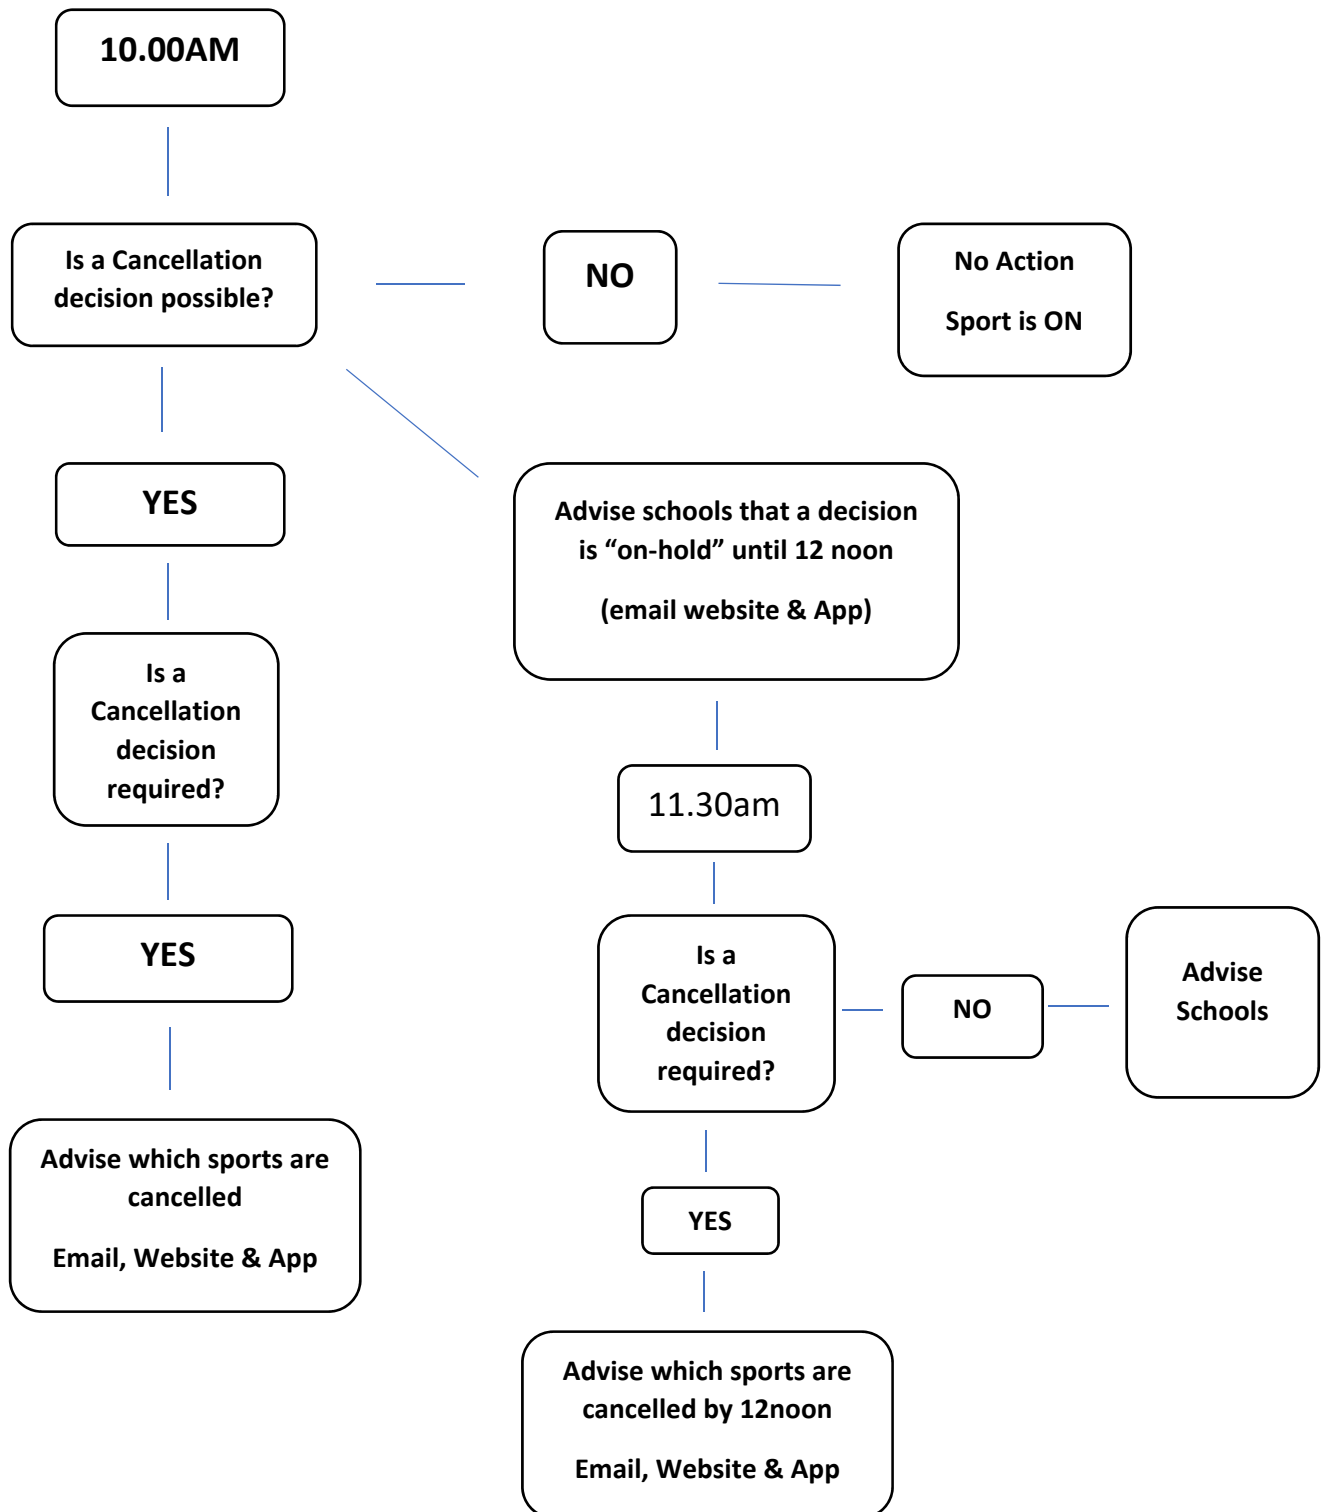 10.00AM
Is a Cancellation
decision possible?
NO
No Action
Sport is ON
YES
Advise schools that a decision
is “on-hold” until 12 noon
(email website & App)
Is a
Cancellation
decision
required?
11.30am
YES
Is a
Cancellation
decision
required?
NO
Advise
Schools
Advise which sports are
cancelled
Email, Website & App
YES
Advise which sports are
cancelled by 12noon
Email, Website & App